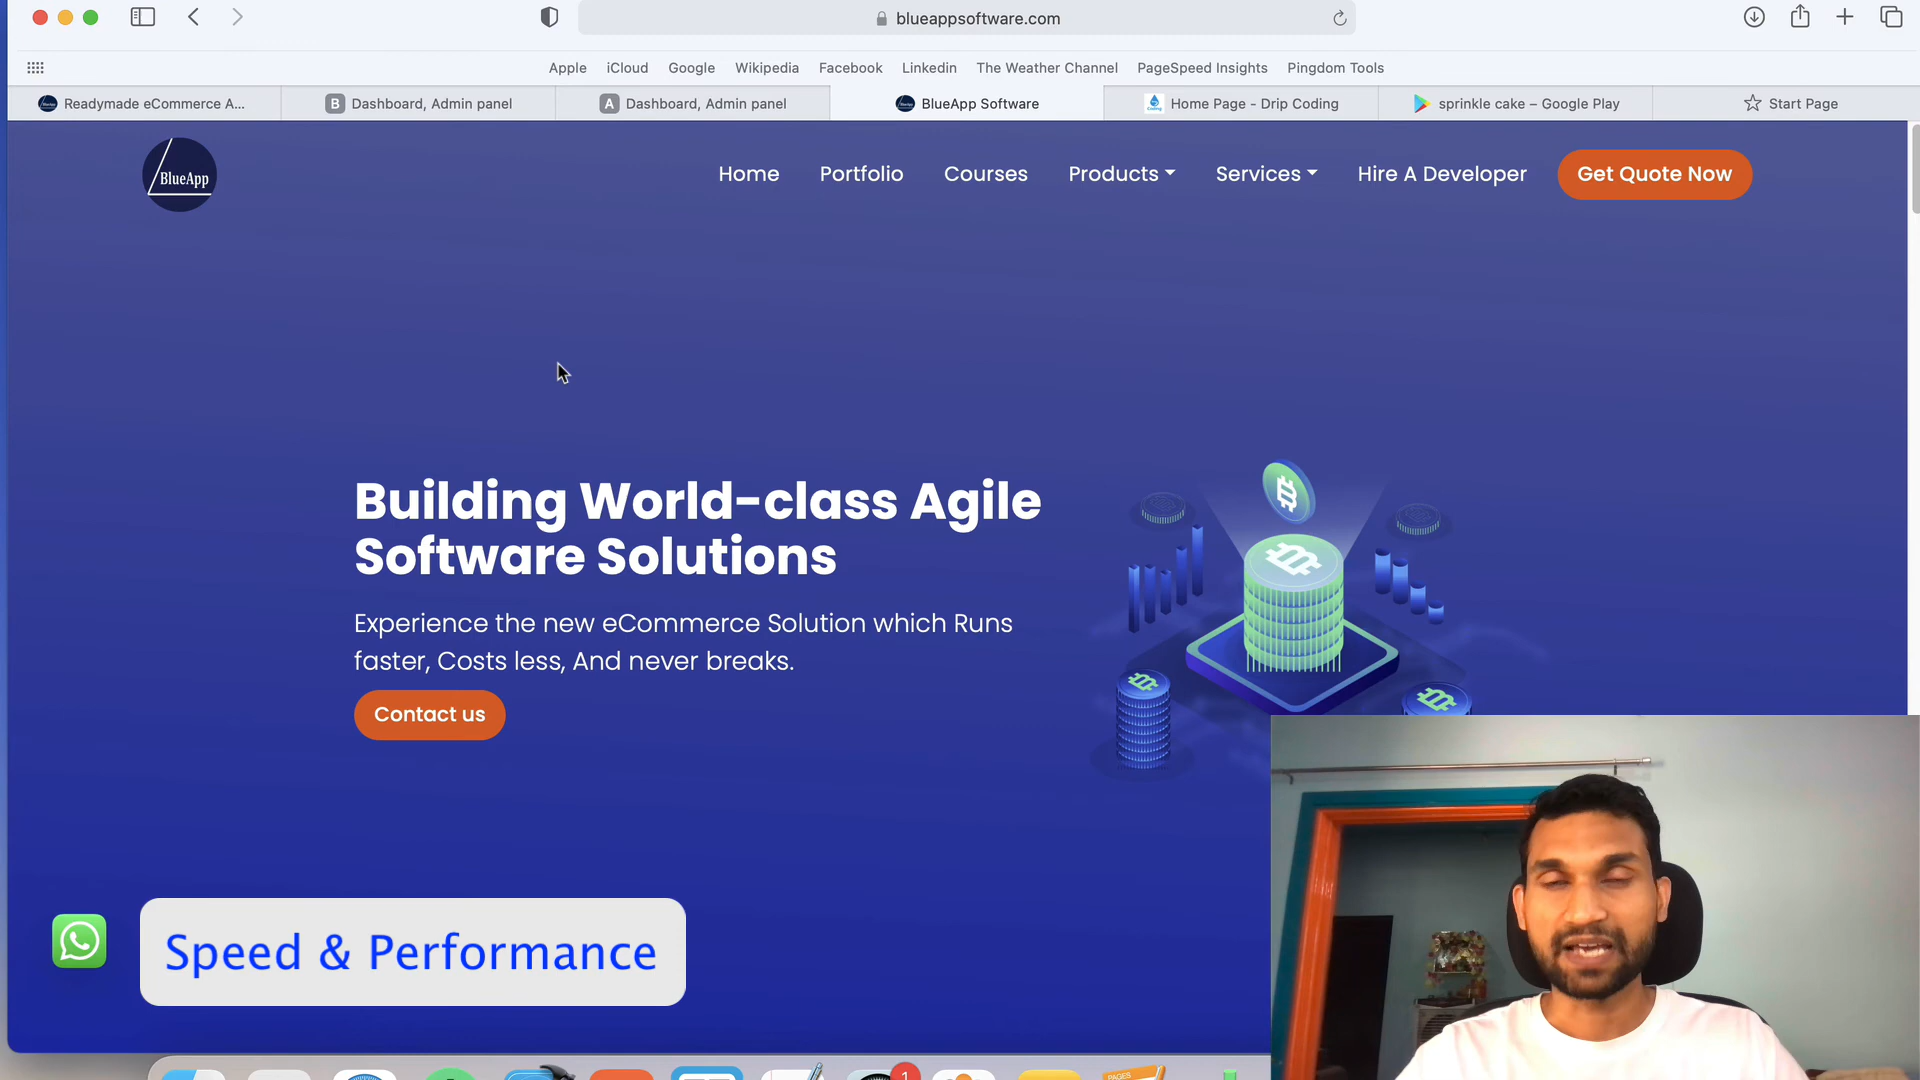 blueappsoftware.com
Apple iCloud Google Wikipedia Facebook Linkedin The Weather Channel PageSpeed Insights Pingdom Tools
Readymade eCommerce A... B Dashboard, Admin panel A Dashboard, Admin panel BlueApp Software Home Page - Drip Coding sprinkle cake – Google Play Start Page
BlueApp Home Portfolio Courses Products Services Hire A Developer Get Quote Now
Building World-class Agile
Software Solutions
Experience the new eCommerce Solution which Runs
faster, Costs less, And never breaks.
Contact us
Speed & Performance
1
PAGES